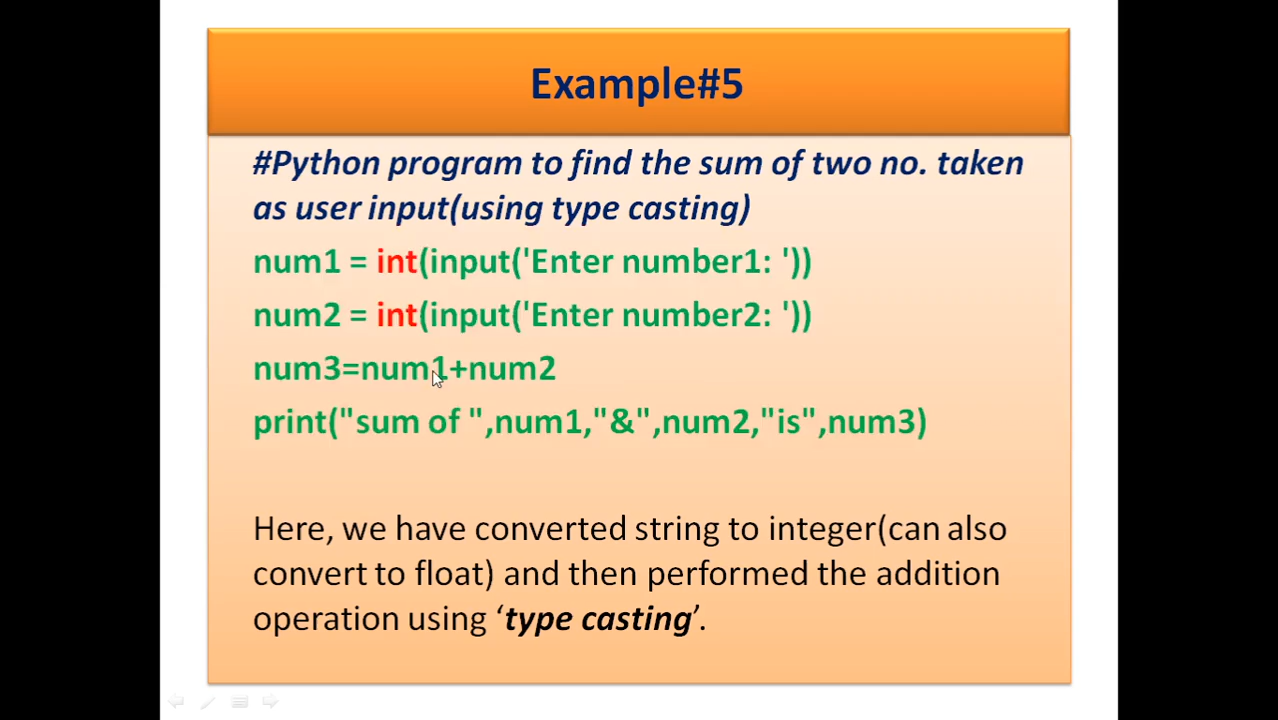 Example#5
#Python program to find the sum of two no. taken
as user input(using type casting)
num1 = int(input('Enter number1: '))
num2 = int(input('Enter number2: '))
num3=num1+num2
print("sum of ",num1,"&",num2,"is",num3)
Here, we have converted string to integer(can also
convert to float) and then performed the addition
operation using ‘type casting’.